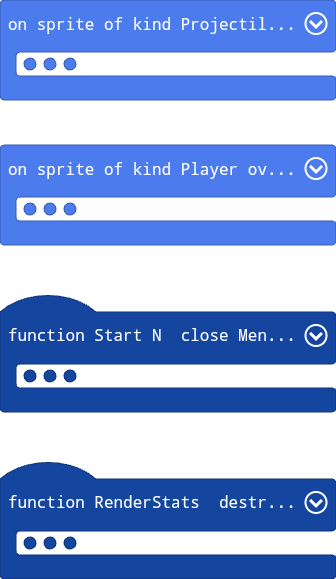 on sprite of kind Projectil...
on sprite of kind Player ov...
function Start N  close Men...
function RenderStats  destr...